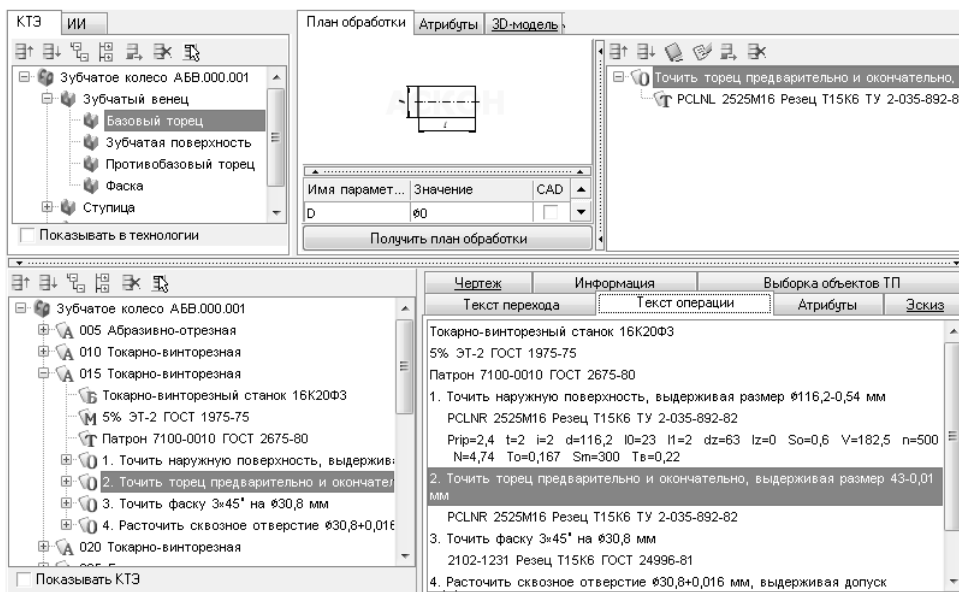 КТЭ ИИ
Зубчатое колесо АБВ.000.001
Зубчатый венец
Базовый торец
Зубчатая поверхность
Противобазовый торец
Фаска
Ступица
Показывать в технологии
План обработки Атрибуты 3D-модель
АСКОН
l
Имя парамет... Значение CAD
D ø0
Получить план обработки
Точить торец предварительно и окончательно,
PCLNL 2525M16 Резец Т15К6 ТУ 2-035-892-8
Зубчатое колесо АБВ.000.001
005 Абразивно-отрезная
010 Токарно-винторезная
015 Токарно-винторезная
Токарно-винторезный станок 16К20Ф3
5% ЭТ-2 ГОСТ 1975-75
Патрон 7100-0010 ГОСТ 2675-80
1. Точить наружную поверхность, выдержива
2. Точить торец предварительно и окончател
3. Точить фаску 3×45° на ø30,8 мм
4. Расточить сквозное отверстие ø30,8+0,016
020 Токарно-винторезная
Показывать КТЭ
Чертеж Информация Выборка объектов ТП
Текст перехода Текст операции Атрибуты Эскиз
Токарно-винторезный станок 16К20Ф3
5% ЭТ-2 ГОСТ 1975-75
Патрон 7100-0010 ГОСТ 2675-80
1. Точить наружную поверхность, выдерживая размер ø116,2-0,54 мм
PCLNR 2525M16 Резец Т15К6 ТУ 2-035-892-82
Prip=2,4 t=2 i=2 d=116,2 l0=23 l1=2 dz=63 lz=0 So=0,6 V=182,5 n=500
N=4,74 To=0,167 Sm=300 Тв=0,22
2. Точить торец предварительно и окончательно, выдерживая размер 43-0,01
мм
PCLNR 2525M16 Резец Т15К6 ТУ 2-035-892-82
3. Точить фаску 3×45° на ø30,8 мм
2102-1231 Резец Т15К6 ГОСТ 24996-81
4. Расточить сквозное отверстие ø30,8+0,016 мм, выдерживая допуск